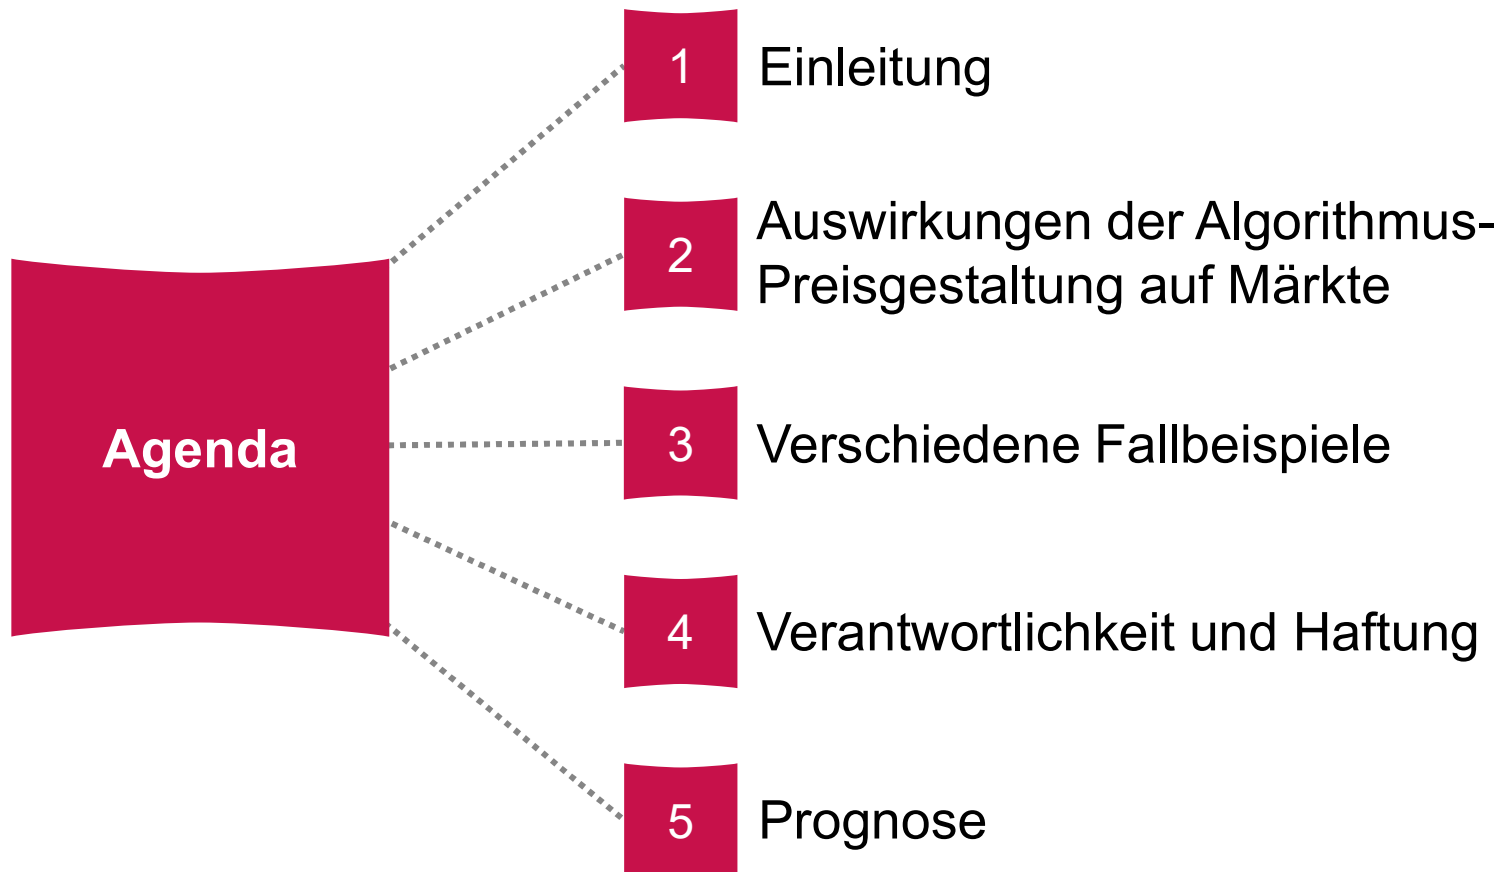 Agenda
1
Einleitung
2
Auswirkungen der Algorithmus-
Preisgestaltung auf Märkte
3
Verschiedene Fallbeispiele
4
Verantwortlichkeit und Haftung
5
Prognose